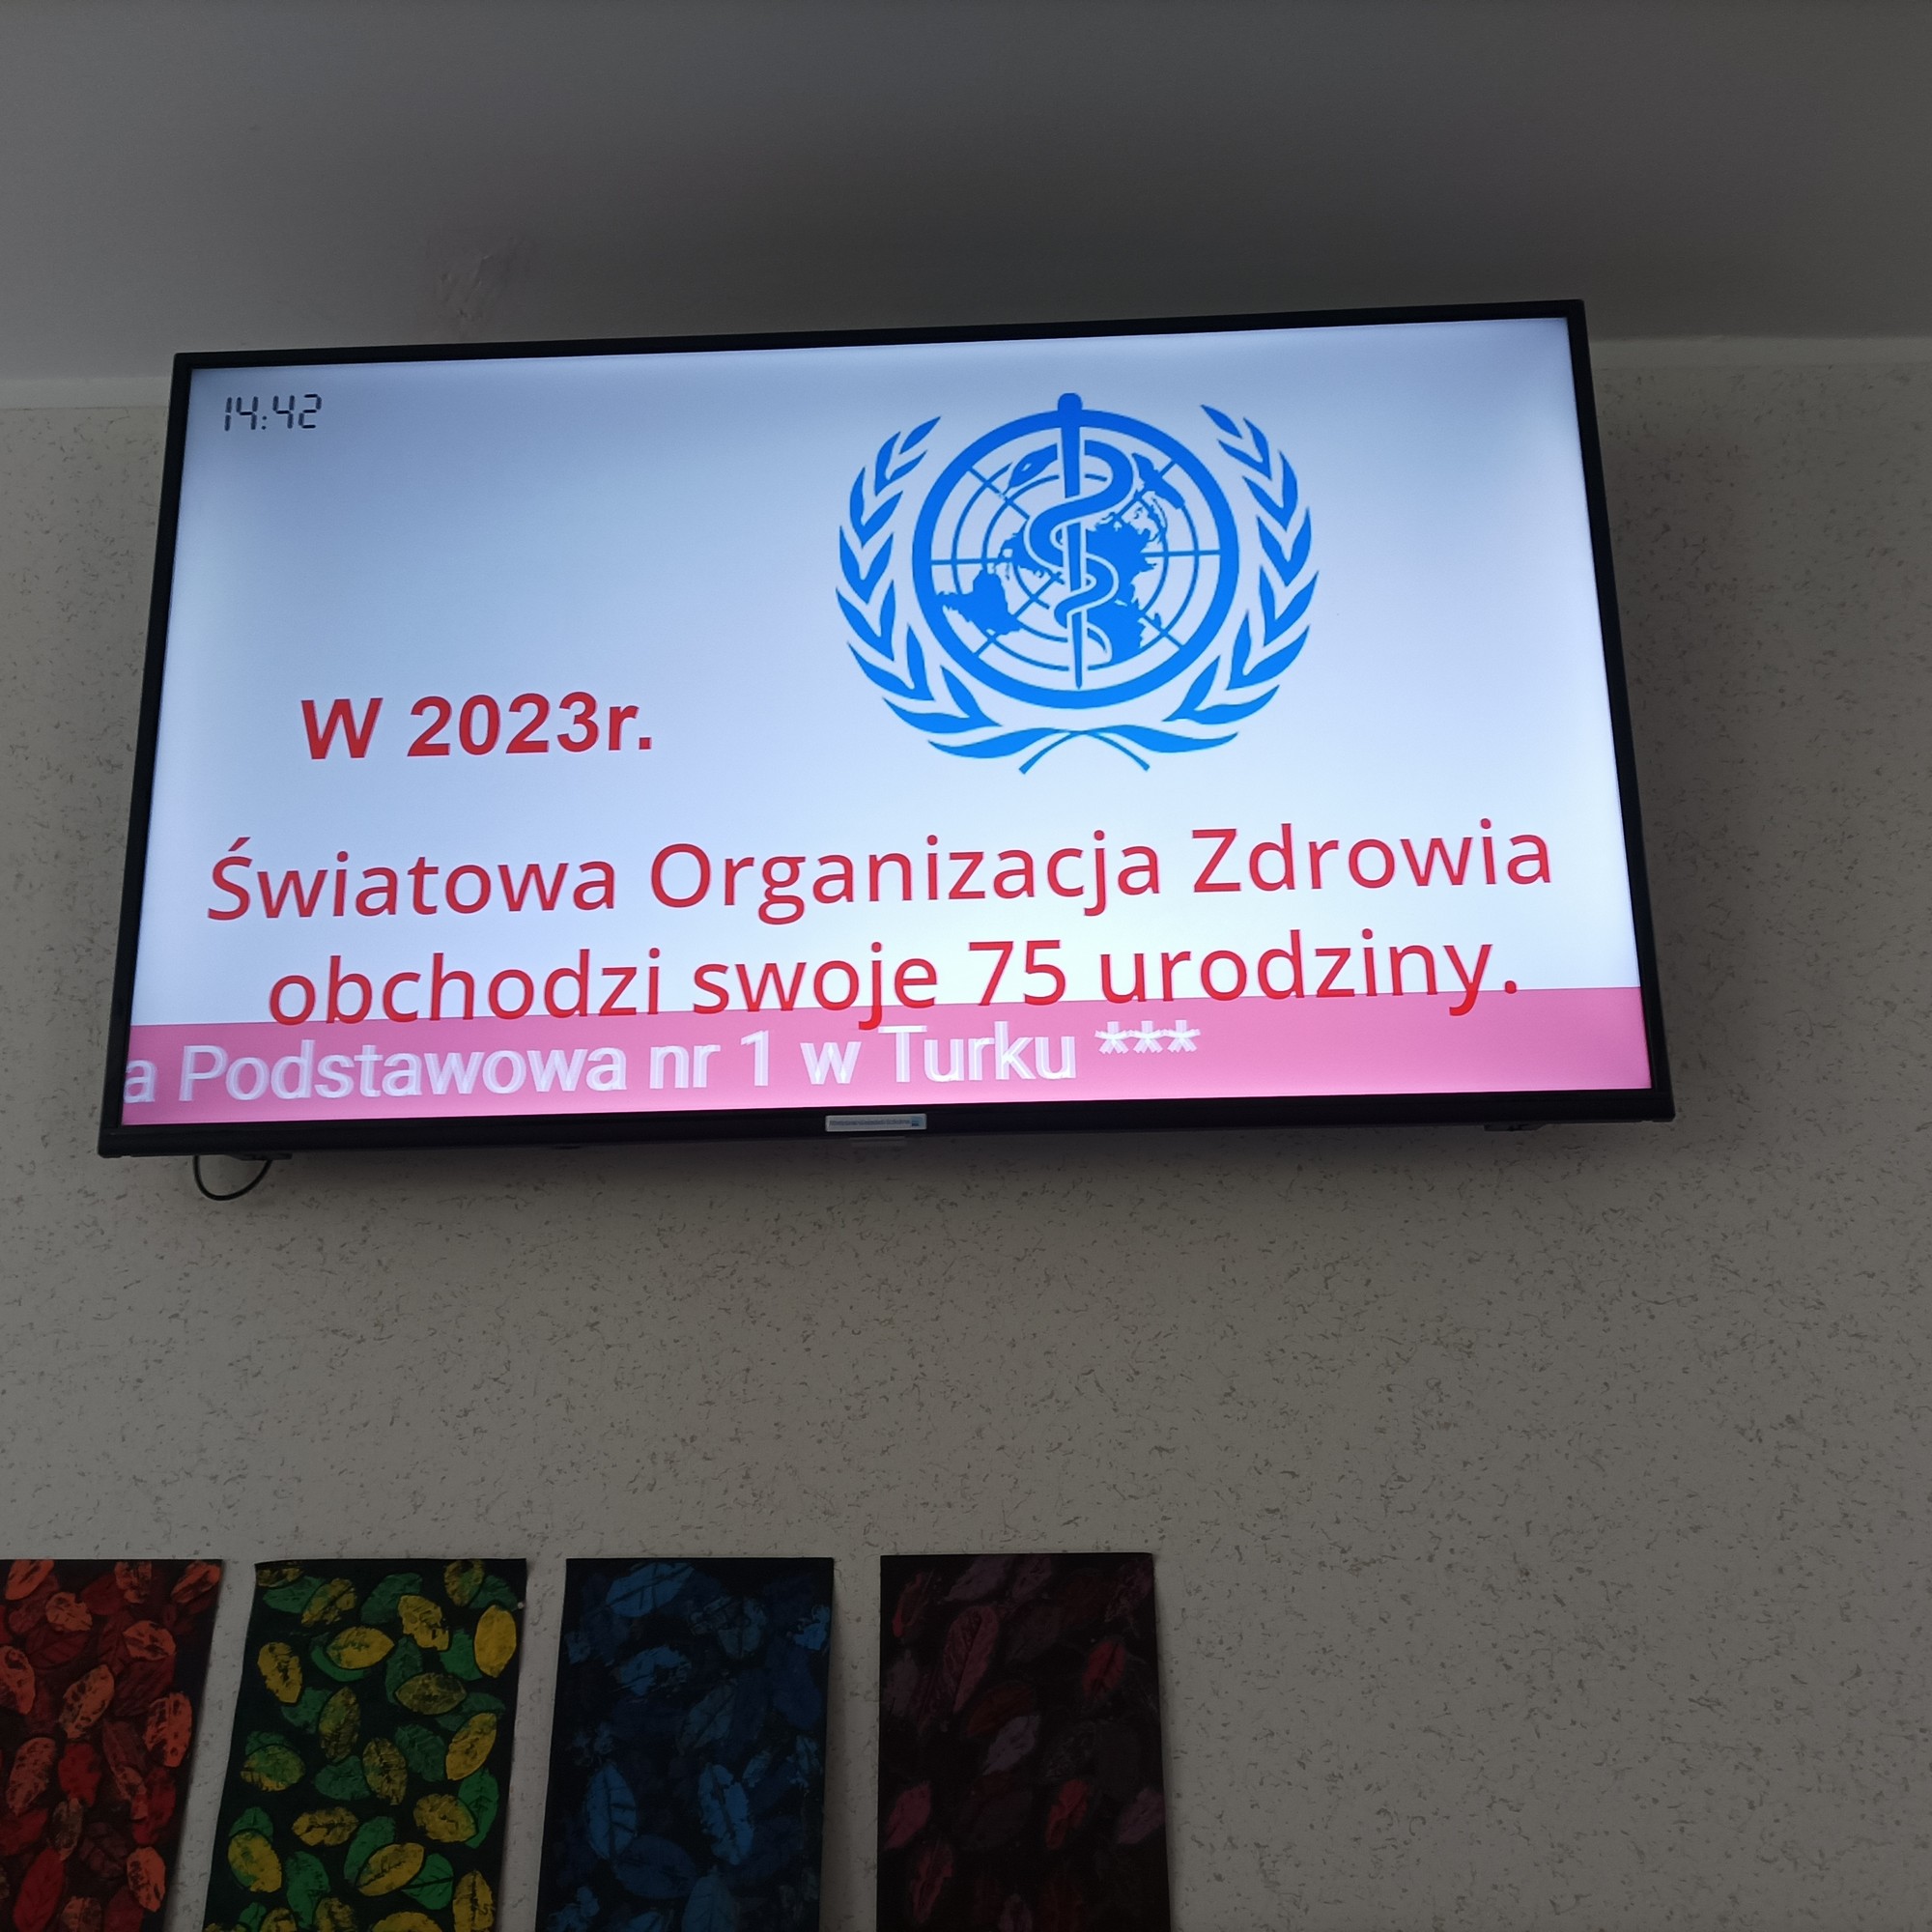 14:42
W 2023r.
Światowa Organizacja Zdrowia
obchodzi swoje 75 urodziny.
a Podstawowa nr 1 w Turku ***